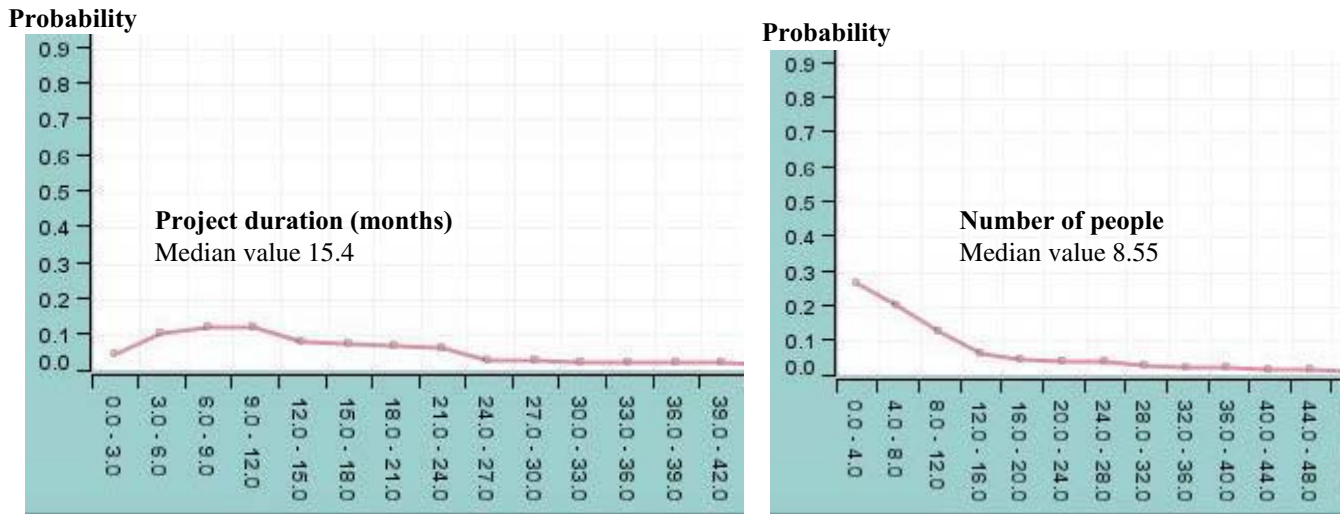 Probability
0.9
0.8
0.7
0.6
0.5
0.4
0.3
0.2
0.1
0.0
Project duration (months)
Median value 15.4
0.0 - 3.0
3.0 - 6.0
6.0 - 9.0
9.0 - 12.0
12.0 - 15.0
15.0 - 18.0
18.0 - 21.0
21.0 - 24.0
24.0 - 27.0
27.0 - 30.0
30.0 - 33.0
33.0 - 36.0
36.0 - 39.0
39.0 - 42.0
Probability
0.9
0.8
0.7
0.6
0.5
0.4
0.3
0.2
0.1
0.0
Number of people
Median value 8.55
0.0 - 4.0
4.0 - 8.0
8.0 - 12.0
12.0 - 16.0
16.0 - 20.0
20.0 - 24.0
24.0 - 28.0
28.0 - 32.0
32.0 - 36.0
36.0 - 40.0
40.0 - 44.0
44.0 - 48.0